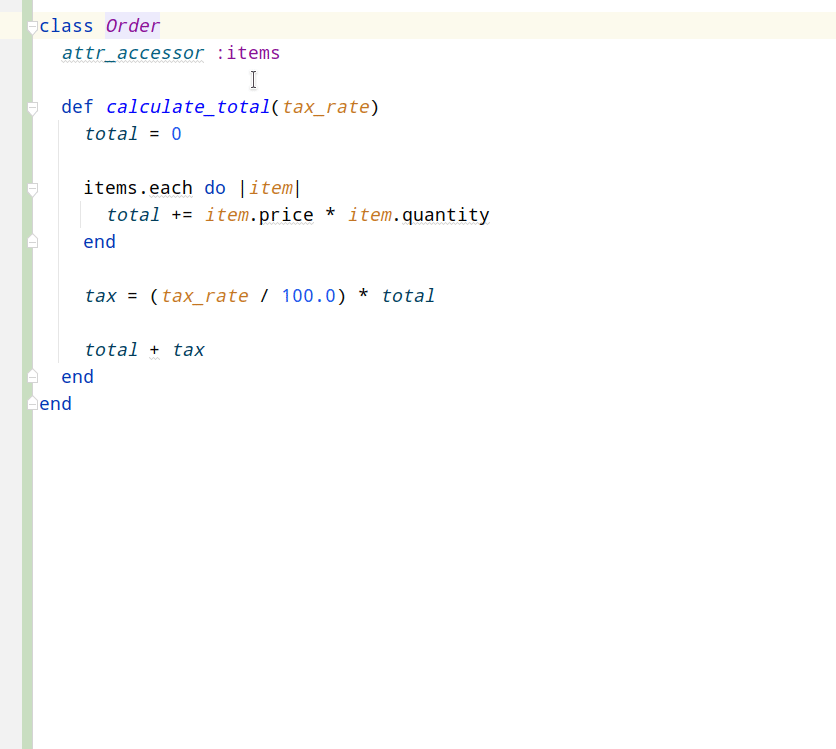 class Order
  attr_accessor :items

  def calculate_total(tax_rate)
    total = 0

    items.each do |item|
      total += item.price * item.quantity
    end

    tax = (tax_rate / 100.0) * total

    total + tax
  end
end